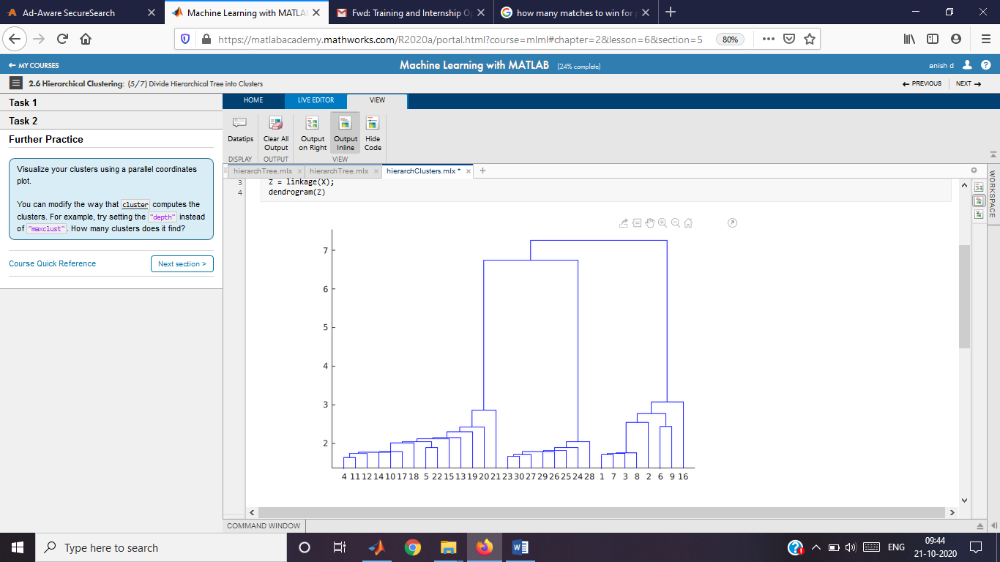 Ad-Aware SecureSearch
Machine Learning with MATLA
Fwd: Training and Internship O
how many matches to win for
https://matlabacademy.mathworks.com/R2020a/portal.html?course=mlml#chapter=2&lesson=6&section=5
80%
MY COURSES
Machine Learning with MATLAB (24% complete)
anish d
2.6 Hierarchical Clustering: (5/7) Divide Hierarchical Tree into Clusters
PREVIOUS
NEXT
Task 1
Task 2
Further Practice
Visualize your clusters using a parallel coordinates
plot.
You can modify the way that cluster computes the
clusters. For example, try setting the "depth" instead
of "maxclust". How many clusters does it find?
Course Quick Reference
Next section >
HOME
LIVE EDITOR
VIEW
Datatips
Clear All
Output
Output
on Right
Output
Inline
Hide
Code
DISPLAY
OUTPUT
VIEW
hierarchTree.mlx
hierarchTree.mlx
hierarchClusters.mlx *
3 Z = linkage(X);
4 dendrogram(Z)
7
6
5
4
3
2
4 11 12 14 10 17 18 5 22 15 13 19 20 21 23 30 27 29 26 25 24 28 1 7 3 8 2 6 9 16
WORKSPACE
COMMAND WINDOW
Type here to search
ENG
09:44
21-10-2020